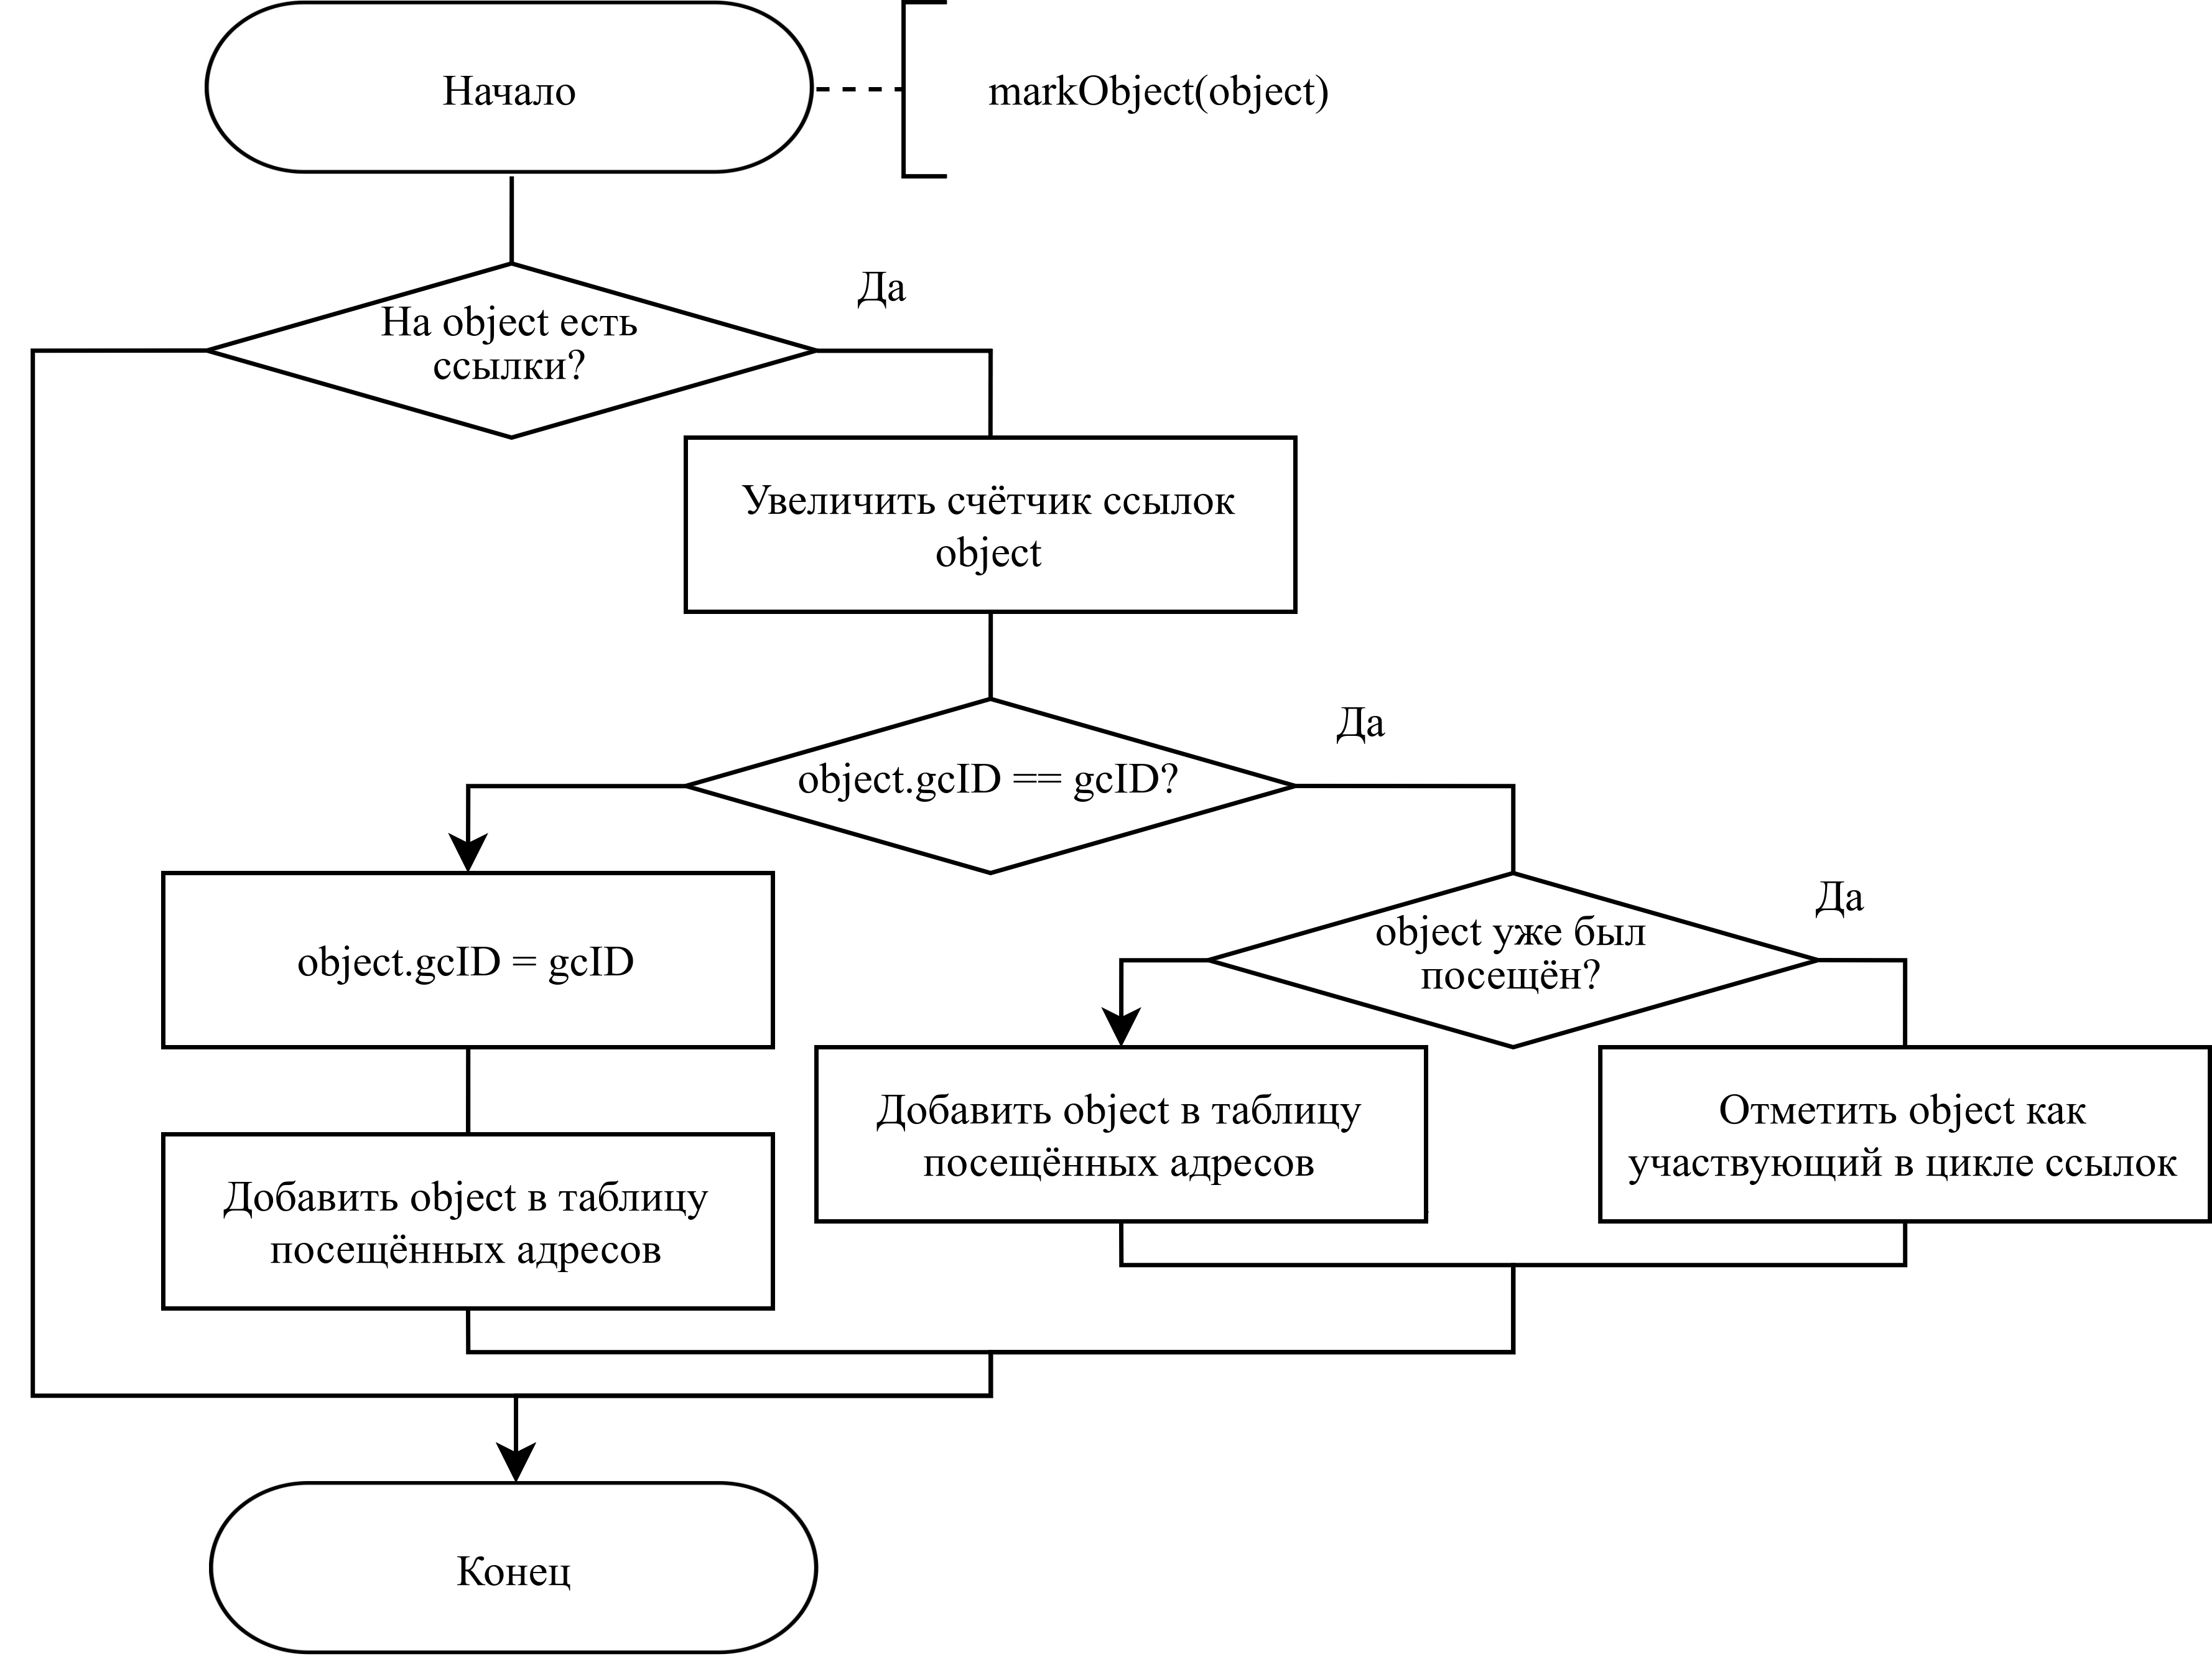 Начало
markObject(object)
Да
На object есть
ссылки?
Увеличить счётчик ссылок
object
Да
object.gcID == gcID?
Да
object уже был
посещён?
object.gcID = gcID
Добавить object в таблицу
посещённых адресов
Отметить object как
участвующий в цикле ссылок
Добавить object в таблицу
посещённых адресов
Конец